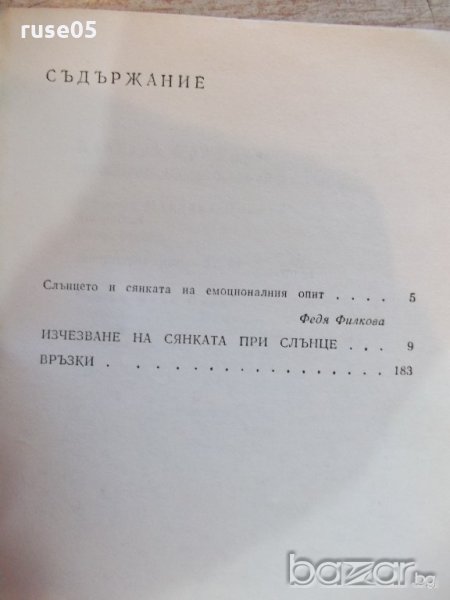 ruse05
СЪДЪРЖАНИЕ
Слънцето и сянката на емоционалния опит . . . . 5
Федя Филкова
ИЗЧЕЗВАНЕ НА СЯНКАТА ПРИ СЛЪНЦЕ . . . 9
ВРЪЗКИ . . . . . . . . . . . . . . . . . 183
bazar.bg